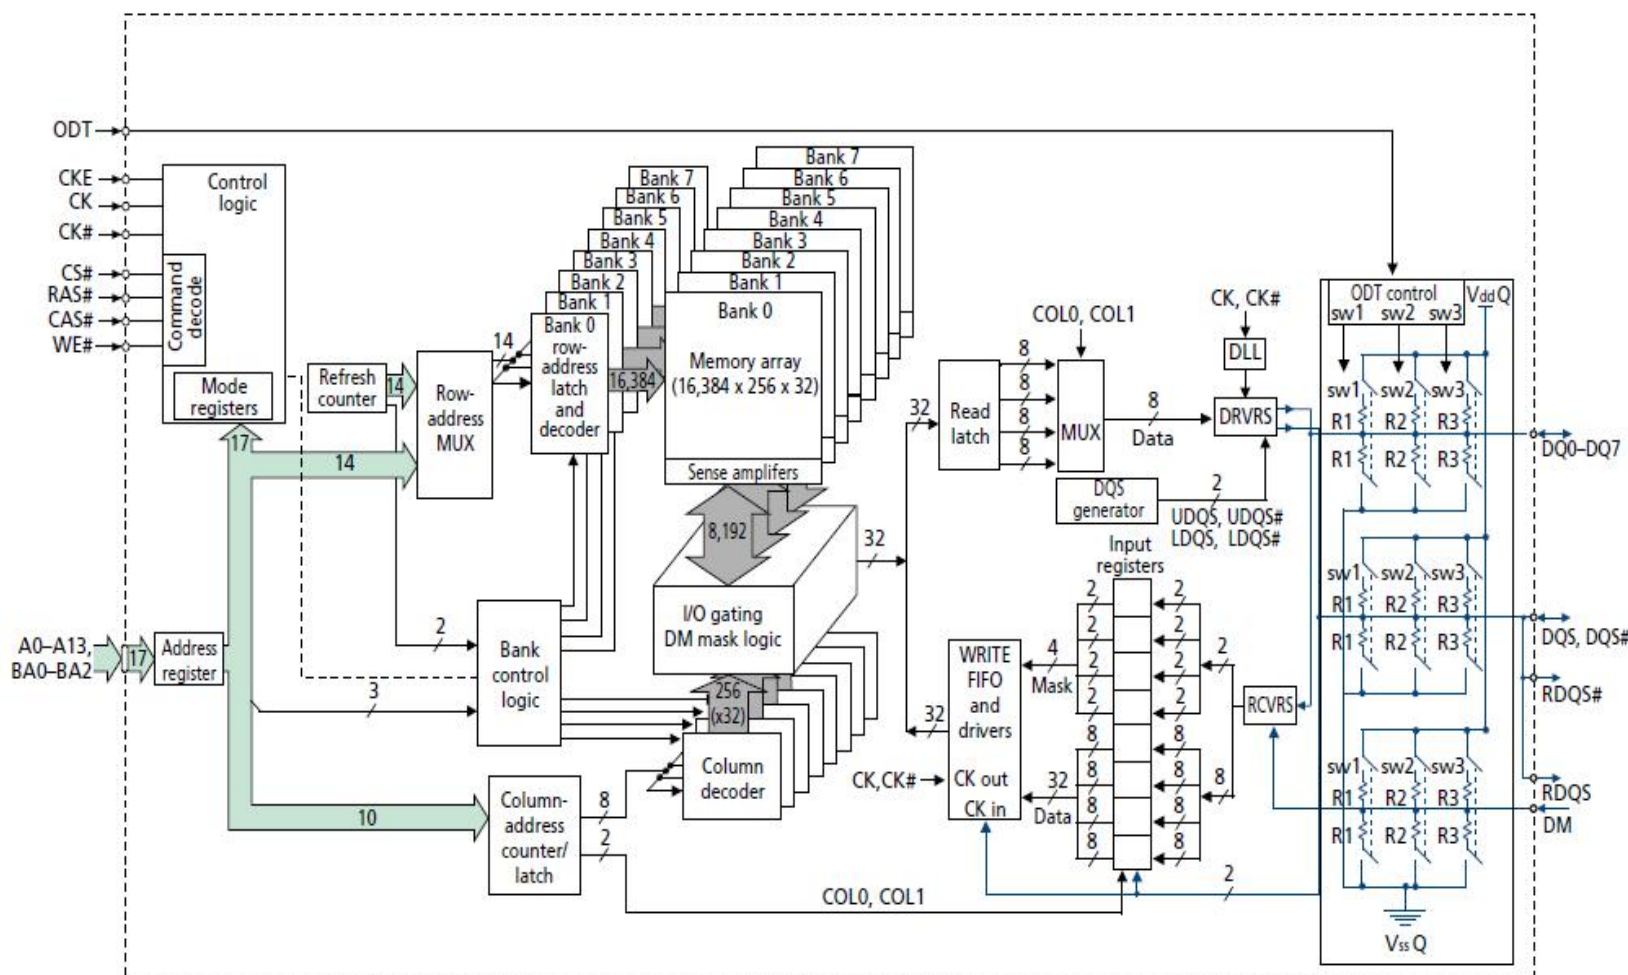 ODT
CKE
CK
CK#
CS#
RAS#
CAS#
WE#
Control
logic
Command
decode
Mode
registers
17
14
Refresh
counter
14
Row-
address
MUX
14
Bank 7
Bank 6
Bank 5
Bank 4
Bank 3
Bank 2
Bank 1
Bank 0
row-
address
latch
and
decoder
16,384
Bank 7
Bank 6
Bank 5
Bank 4
Bank 3
Bank 2
Bank 1
Bank 0
Memory array
(16,384 x 256 x 32)
Sense amplifers
8,192
I/O gating
DM mask logic
32
256
(x32)
Column
decoder
A0–A13,
BA0–BA2
17
Address
register
2
3
Bank
control
logic
10
Column-
address
counter/
latch
8
2
COL0, COL1
32
Read
latch
8
8
8
8
COL0, COL1
MUX
8
Data
CK, CK#
DLL
DRVRS
DQS
generator
2
UDQS, UDQS#
LDQS, LDQS#
Input
registers
2
2
2
2
8
8
8
8
2
2
2
2
8
8
8
8
2
8
RCVRS
32
WRITE
FIFO
and
drivers
CK out
CK in
CK,CK#
4
Mask
32
Data
2
ODT control
sw1 sw2 sw3
VddQ
sw1 sw2 sw3
R1 R2 R3
R1 R2 R3
sw1 sw2 sw3
R1 R2 R3
R1 R2 R3
sw1 sw2 sw3
R1 R2 R3
R1 R2 R3
VssQ
DQ0–DQ7
DQS, DQS#
RDQS#
RDQS
DM